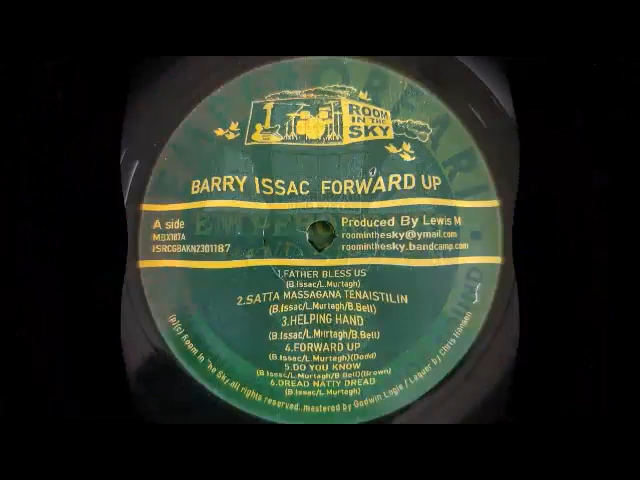 ROOM
IN THE
SKY
BARRY ISSAC FORWARD UP
A side
MBX187A
ISRCGBAKN2301187
Produced By Lewis M
roominthesky@ymail.com
roominthesky.bandcamp.com
1.FATHER BLESS US
(B.Issac/L.Murtagh)
2.SATTA MASSAGANA TENAISTILIN
(B.Issac/L.Murtagh/B.Bell)
3.HELPING HAND
(B.Issac/L.Murtagh/B.Bell)
4.FORWARD UP
(B Issac/L.Murtagh)(Dodd)
5.DO YOU KNOW
(B.Issac/L.Murtagh/B.Bell)(Brown)
6.DREAD NATTY DREAD
(B.Issac/L.Murtagh)
(p)(c) Room In The Sky.all rights reserved..mastered by Godwin Logie / Laquer by Chris Hanson